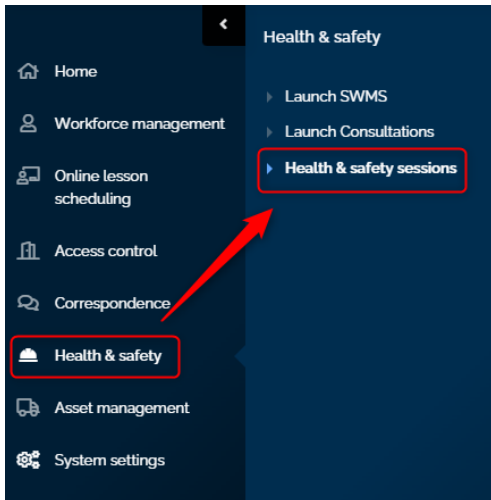 Home
Workforce management
Online lesson
scheduling
Access control
Correspondence
Health & safety
Asset management
System settings
Health & safety
Launch SWMS
Launch Consultations
Health & safety sessions